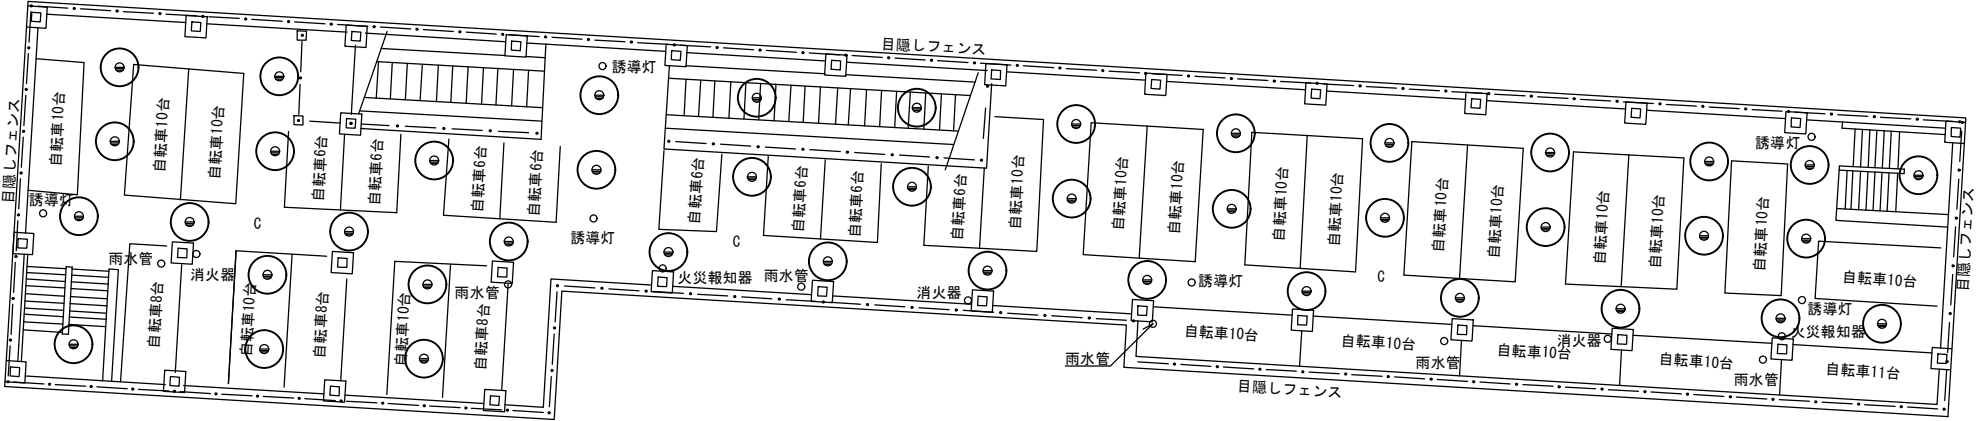 目隠しフェンス
誘導灯
誘導灯
目隠しフェンス
自転車10台
自転車10台
自転車10台
自転車6台
自転車6台
自転車6台
自転車6台
自転車6台
自転車6台
自転車6台
自転車6台
自転車10台
自転車10台
自転車10台
自転車10台
自転車10台
自転車10台
自転車10台
自転車10台
自転車10台
自転車10台
誘導灯
C
誘導灯
C
C
目隠しフェンス
雨水管
消火器
火災報知器
雨水管
雨水管
消火器
誘導灯
自転車10台
誘導灯
自転車8台
自転車10台
自転車8台
自転車10台
自転車8台
自転車10台
自転車10台
雨水管
自転車10台
消火器
自転車10台
火災報知器
雨水管
自転車11台
雨水管
目隠しフェンス